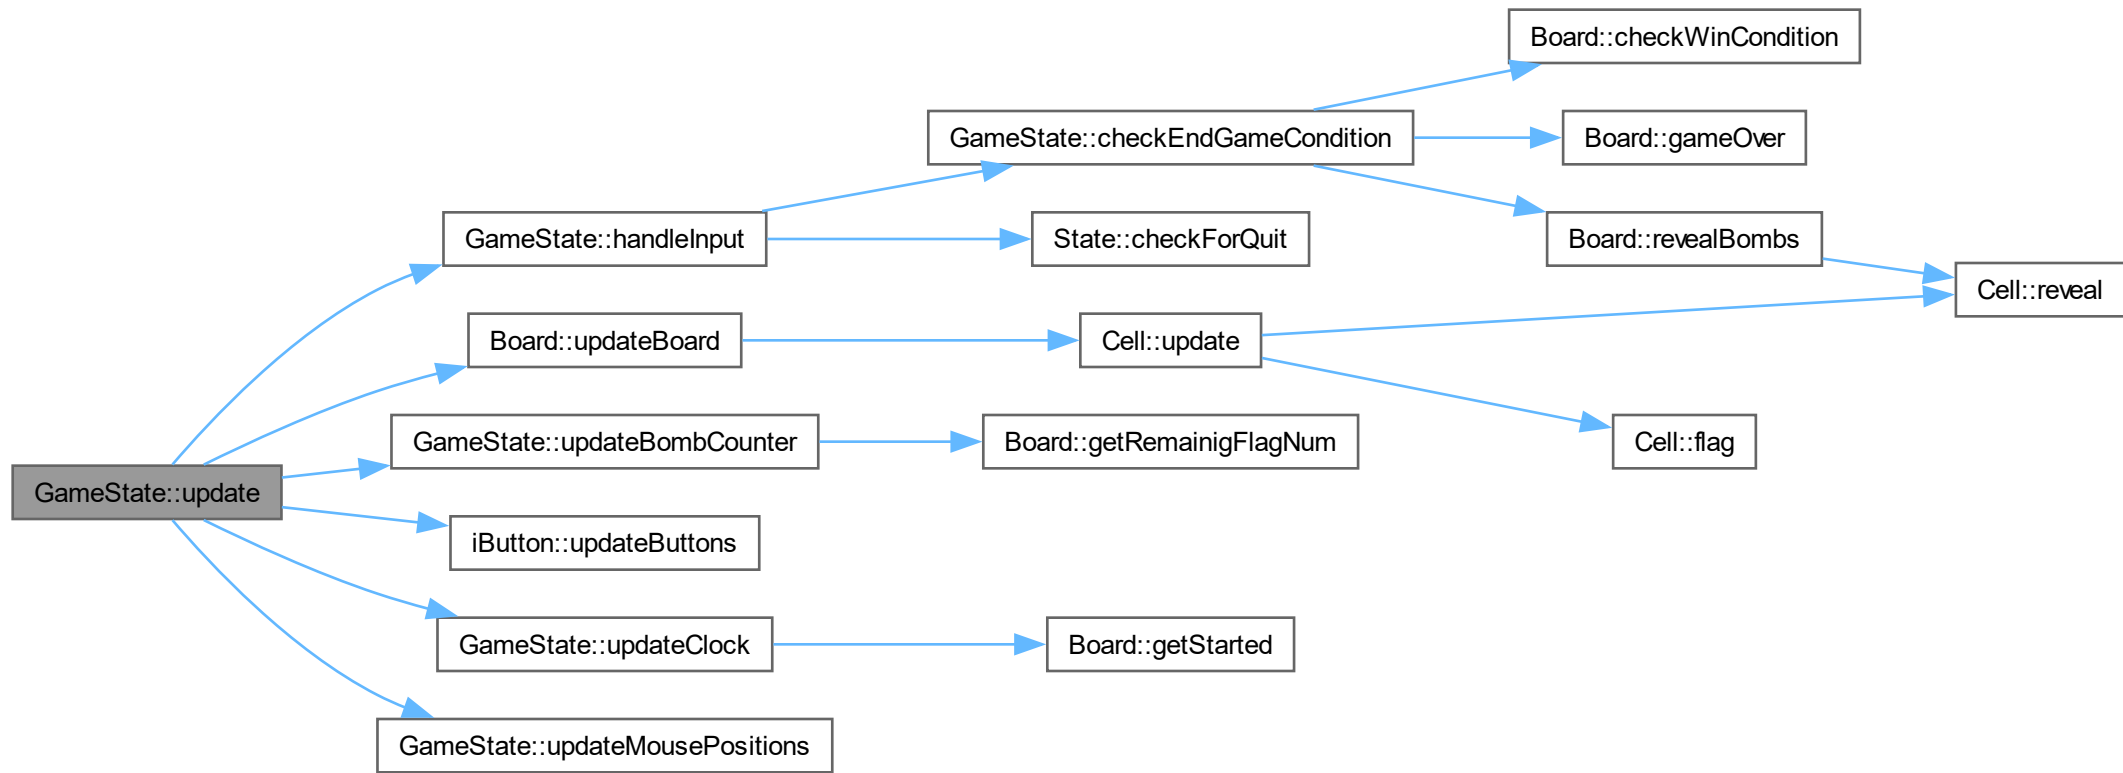 Board::checkWinCondition
GameState::checkEndGameCondition
Board::gameOver
GameState::handleInput
State::checkForQuit
Board::revealBombs
Cell::reveal
Board::updateBoard
Cell::update
GameState::updateBombCounter
Board::getRemainigFlagNum
Cell::flag
GameState::update
iButton::updateButtons
GameState::updateClock
Board::getStarted
GameState::updateMousePositions